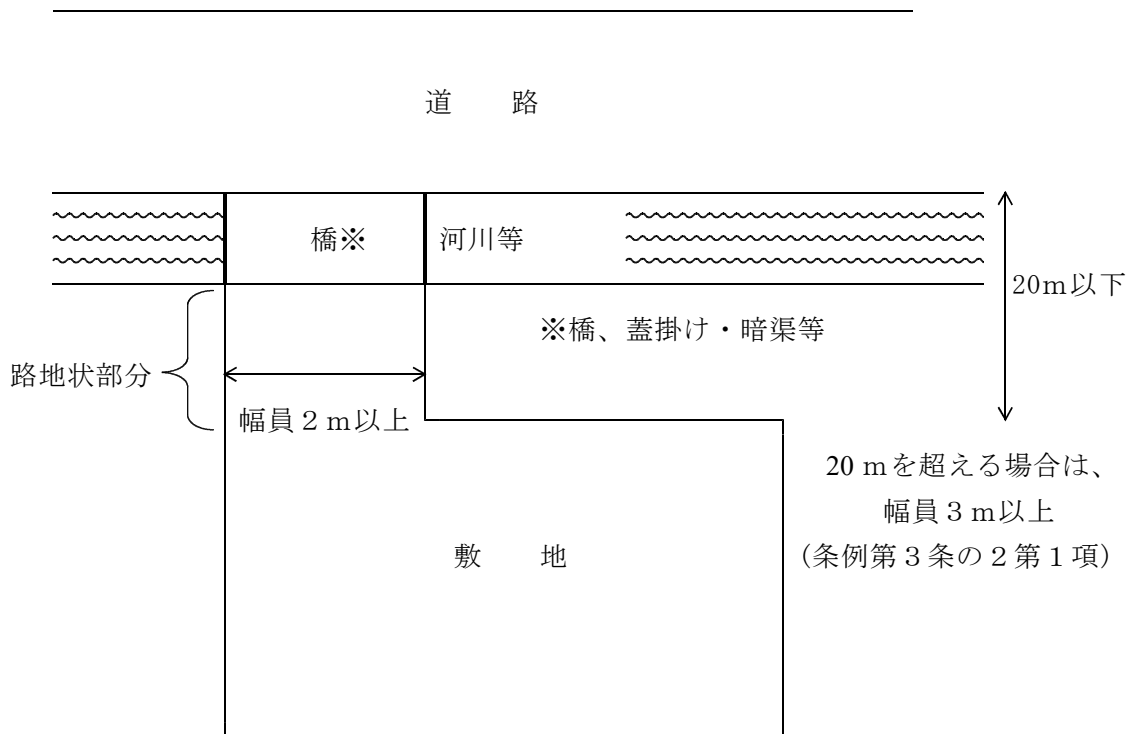 道　　路
橋※
河川等
20ｍ以下
※橋、蓋掛け・暗渠等
路地状部分
幅員２ｍ以上
20 ｍを超える場合は、
幅員３ｍ以上
（条例第３条の２第１項）
敷　　地